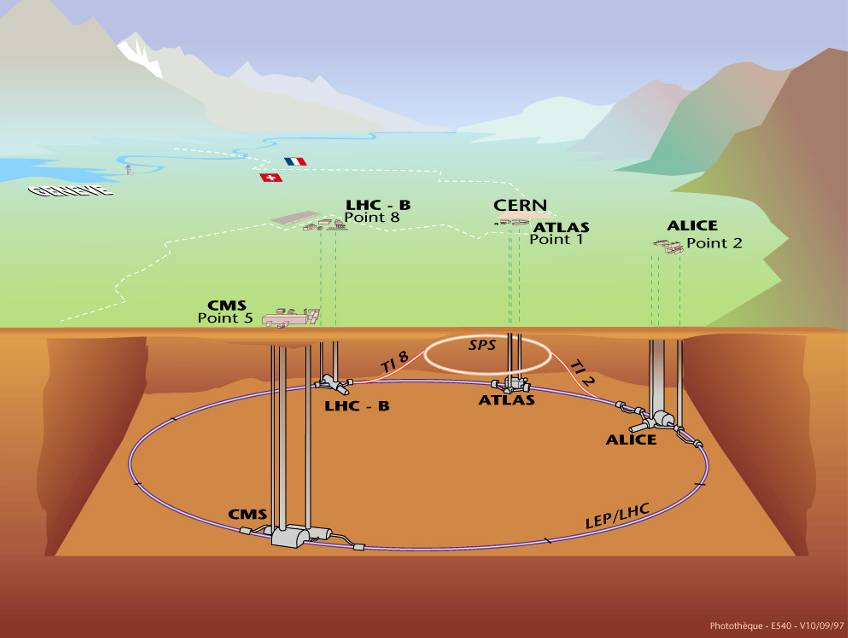 GENEVE
LHC - B
Point 8
CERN
ATLAS
Point 1
ALICE
Point 2
CMS
Point 5
SPS
TI 8
TI 2
LHC - B
ATLAS
ALICE
CMS
LEP/LHC
Photothèque - E540 - V10/09/97